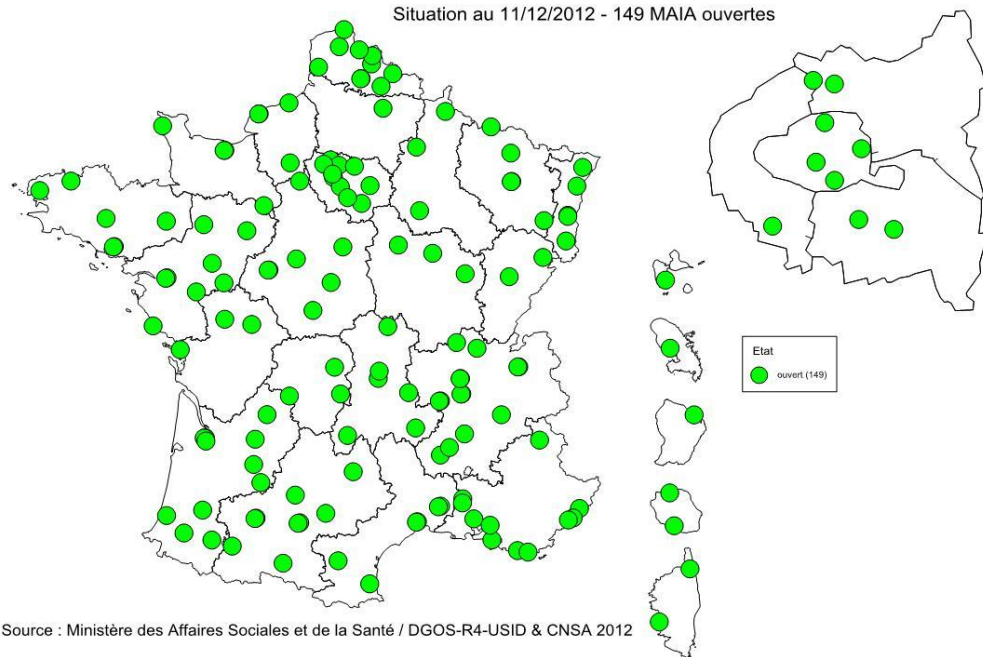 Situation au 11/12/2012 - 149 MAIA ouvertes
Etat
ouvert (149)
Source : Ministère des Affaires Sociales et de la Santé / DGOS-R4-USID & CNSA 2012